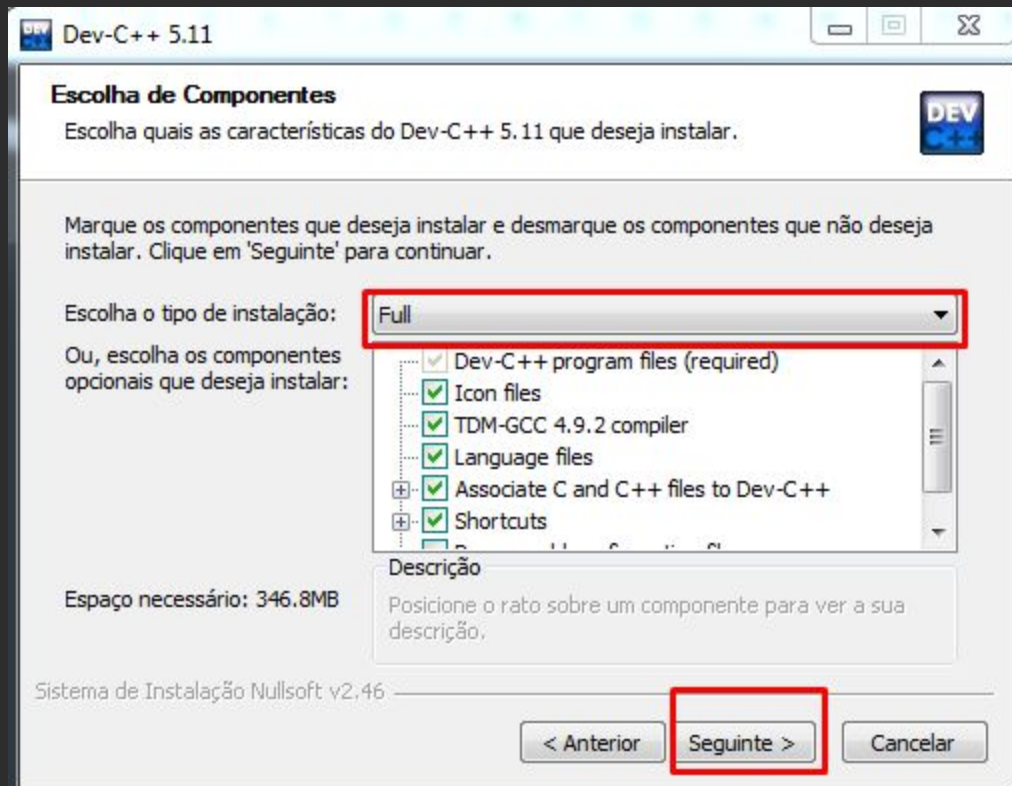 DEV C++ Dev-C++ 5.11
Escolha de Componentes
Escolha quais as características do Dev-C++ 5.11 que deseja instalar.
DEV
C++
Marque os componentes que deseja instalar e desmarque os componentes que não deseja
instalar. Clique em 'Seguinte' para continuar.
Escolha o tipo de instalação:
Full
Ou, escolha os componentes
opcionais que deseja instalar:
Dev-C++ program files (required)
Icon files
TDM-GCC 4.9.2 compiler
Language files
Associate C and C++ files to Dev-C++
Shortcuts
Espaço necessário: 346.8MB
Descrição
Posicione o rato sobre um componente para ver a sua
descrição.
Sistema de Instalação Nullsoft v2.46
< Anterior
Seguinte >
Cancelar